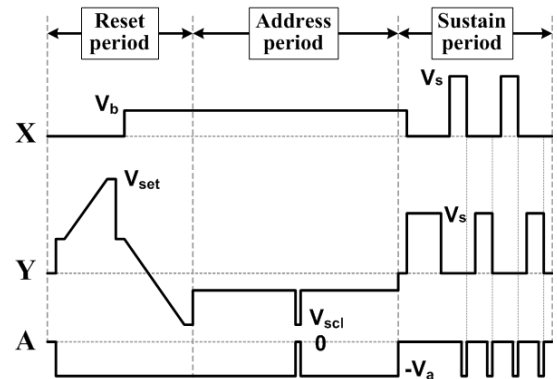 Reset period
Address period
Sustain period
X
Vb
Vs
Y
Vset
Vs
Vscl
A
0
-Va